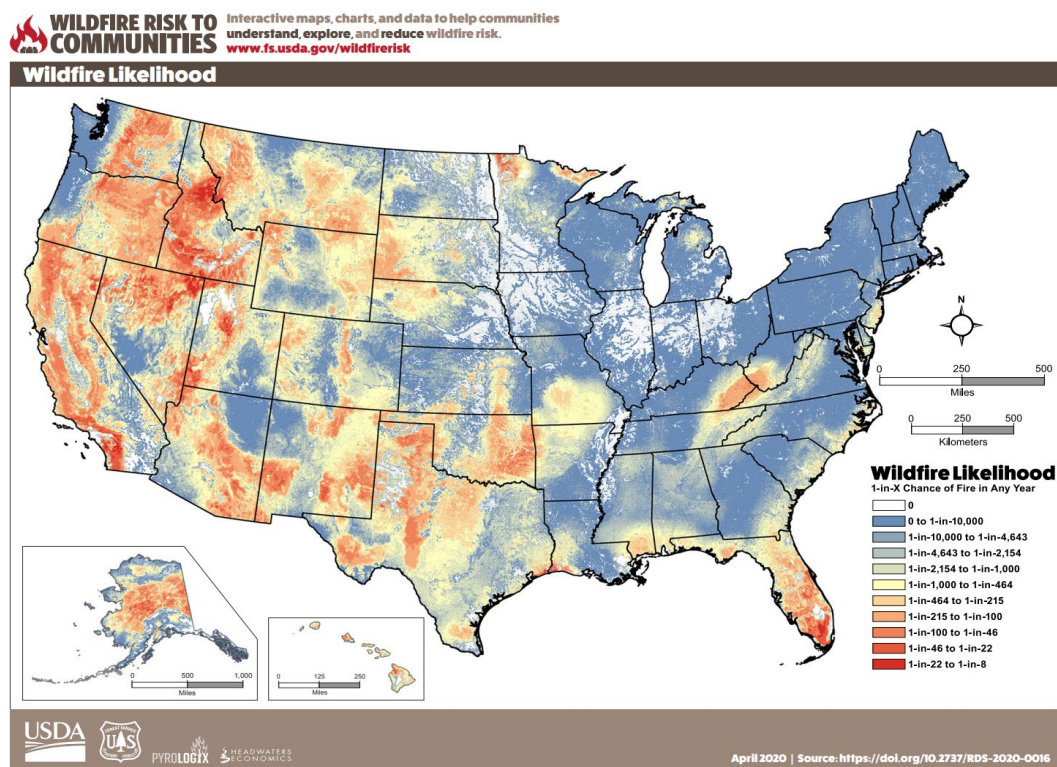 WILDFIRE RISK TO
COMMUNITIES
Interactive maps, charts, and data to help communities
understand, explore, and reduce wildfire risk.
www.fs.usda.gov/wildfirerisk
Wildfire Likelihood
N
0 250 500
Miles
0 250 500
Kilometers
Wildfire Likelihood
1-in-X Chance of Fire in Any Year
0
0 to 1-in-10,000
1-in-10,000 to 1-in-4,643
1-in-4,643 to 1-in-2,154
1-in-2,154 to 1-in-1,000
1-in-1,000 to 1-in-464
1-in-464 to 1-in-215
1-in-215 to 1-in-100
1-in-100 to 1-in-46
1-in-46 to 1-in-22
1-in-22 to 1-in-8
0 500 1,000
Miles
0 125 250
Miles
USDA
FOREST SERVICE
U S
DEPARTMENT OF AGRICULTURE
PYROLOGIX
HEADWATERS
ECONOMICS
April 2020 | Source: https://doi.org/10.2737/RDS-2020-0016